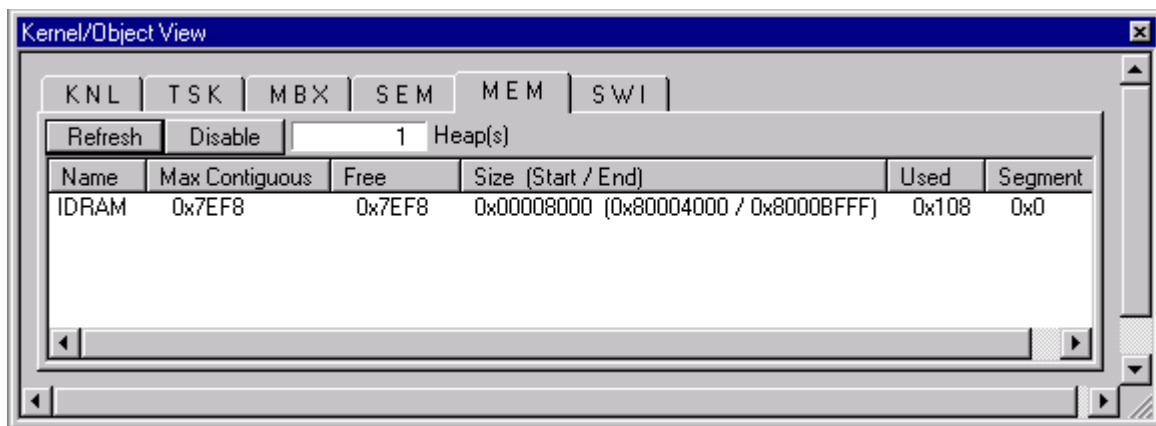 Kernel/Object View
KNL TSK MBX SEM MEM SWI
Refresh Disable 1 Heap(s)
Name Max Contiguous Free Size (Start / End) Used Segment
IDRAM 0x7EF8 0x7EF8 0x00008000 (0x80004000 / 0x8000BFFF) 0x108 0x0